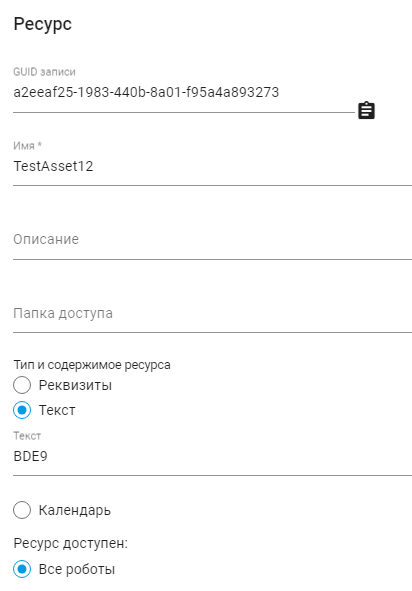 Ресурс
GUID записи
a2eeaf25-1983-440b-8a01-f95a4a893273
Имя *
TestAsset12
Описание
Папка доступа
Тип и содержимое ресурса
Реквизиты
Текст
Текст
BDE9
Календарь
Ресурс доступен:
Все роботы